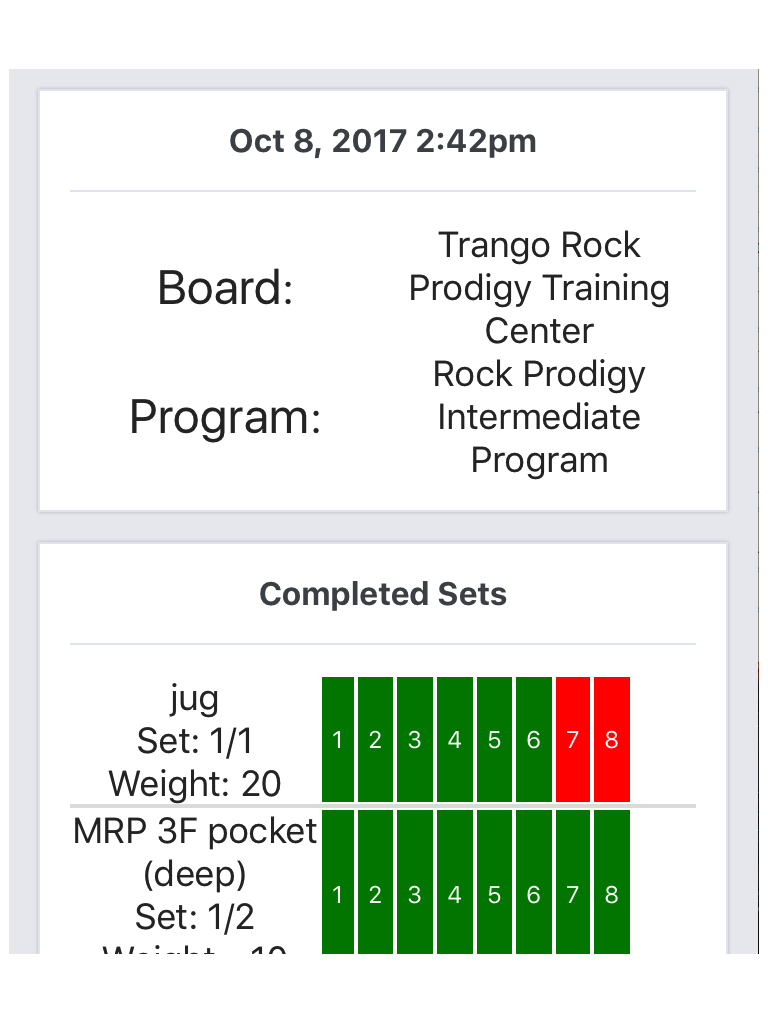 Oct 8, 2017 2:42pm
Board:
Trango Rock
Prodigy Training
Center
Program:
Rock Prodigy
Intermediate
Program
Completed Sets
jug
Set: 1/1
Weight: 20
1 2 3 4 5 6 7 8
MRP 3F pocket
(deep)
Set: 1/2
1 2 3 4 5 6 7 8